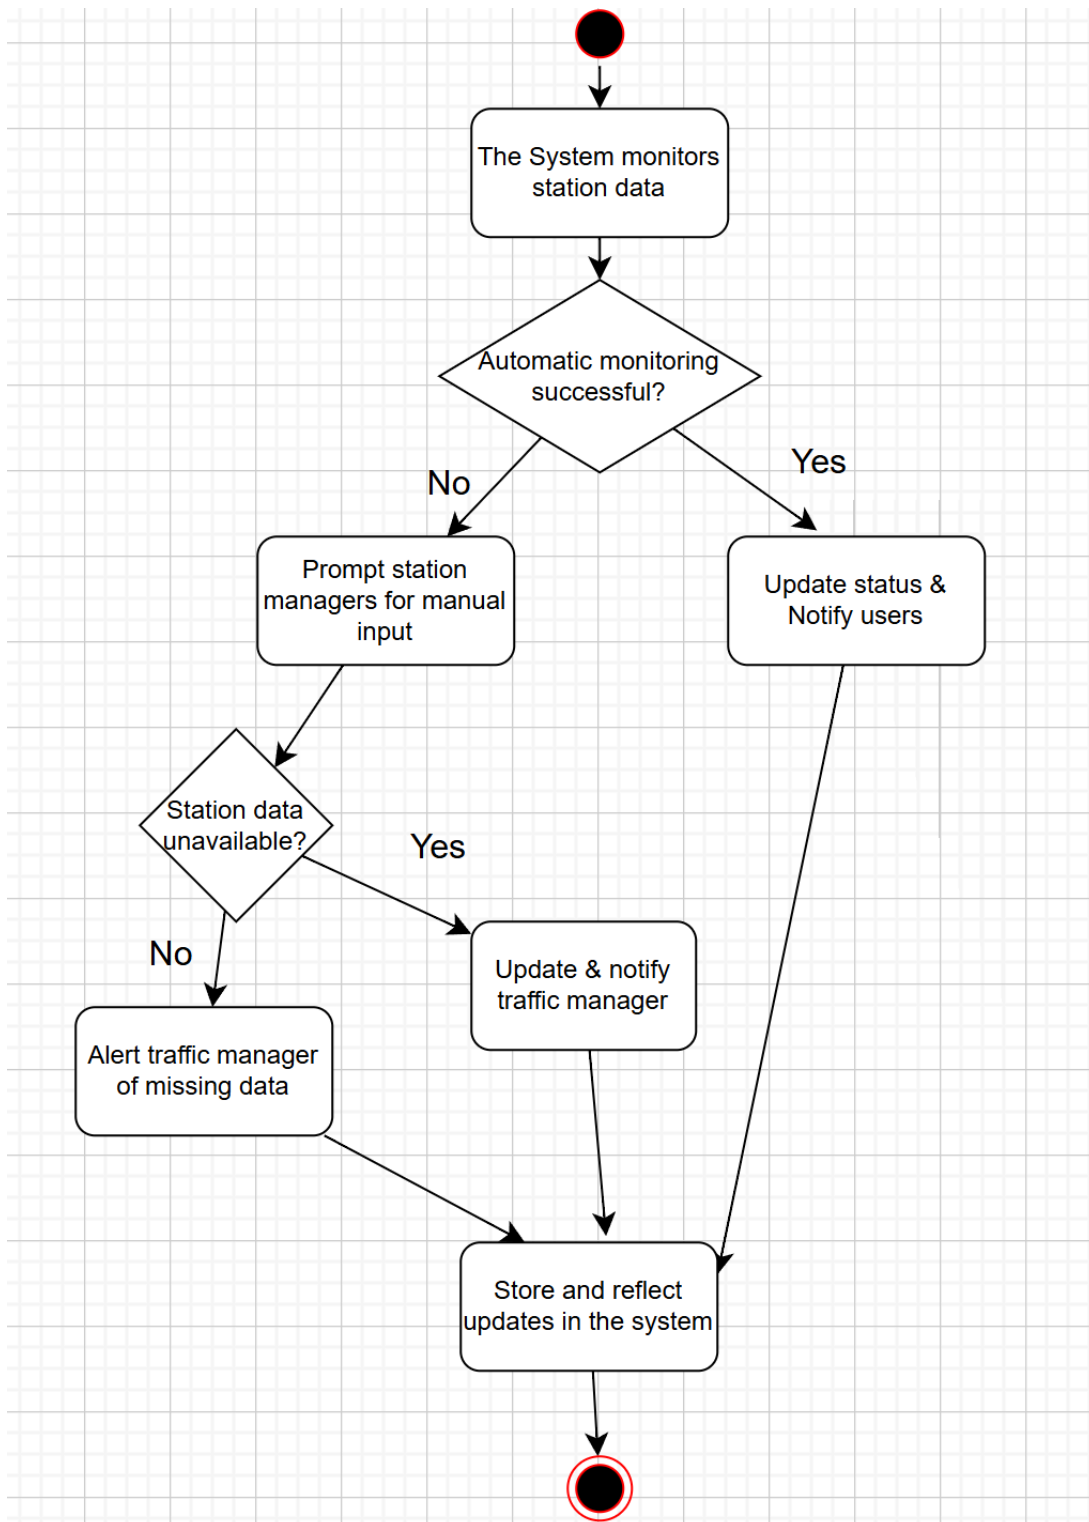 The System monitors
station data
Automatic monitoring
successful?
No
Yes
Prompt station
managers for manual
input
Update status &
Notify users
Station data
unavailable?
Yes
No
Update & notify
traffic manager
Alert traffic manager
of missing data
Store and reflect
updates in the system